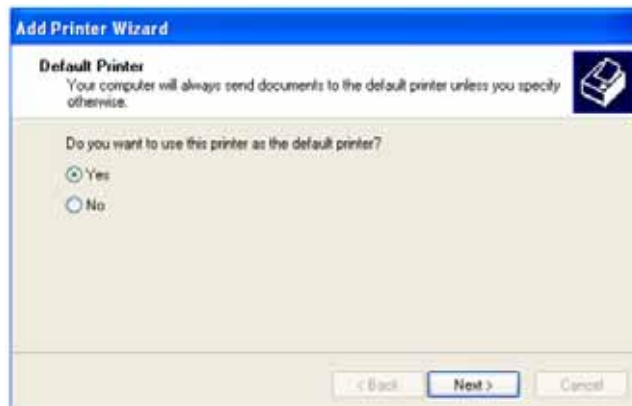 Add Printer Wizard
Default Printer
Your computer will always send documents to the default printer unless you specify
otherwise.
Do you want to use this printer as the default printer?
Yes
No
< Back
Next >
Cancel